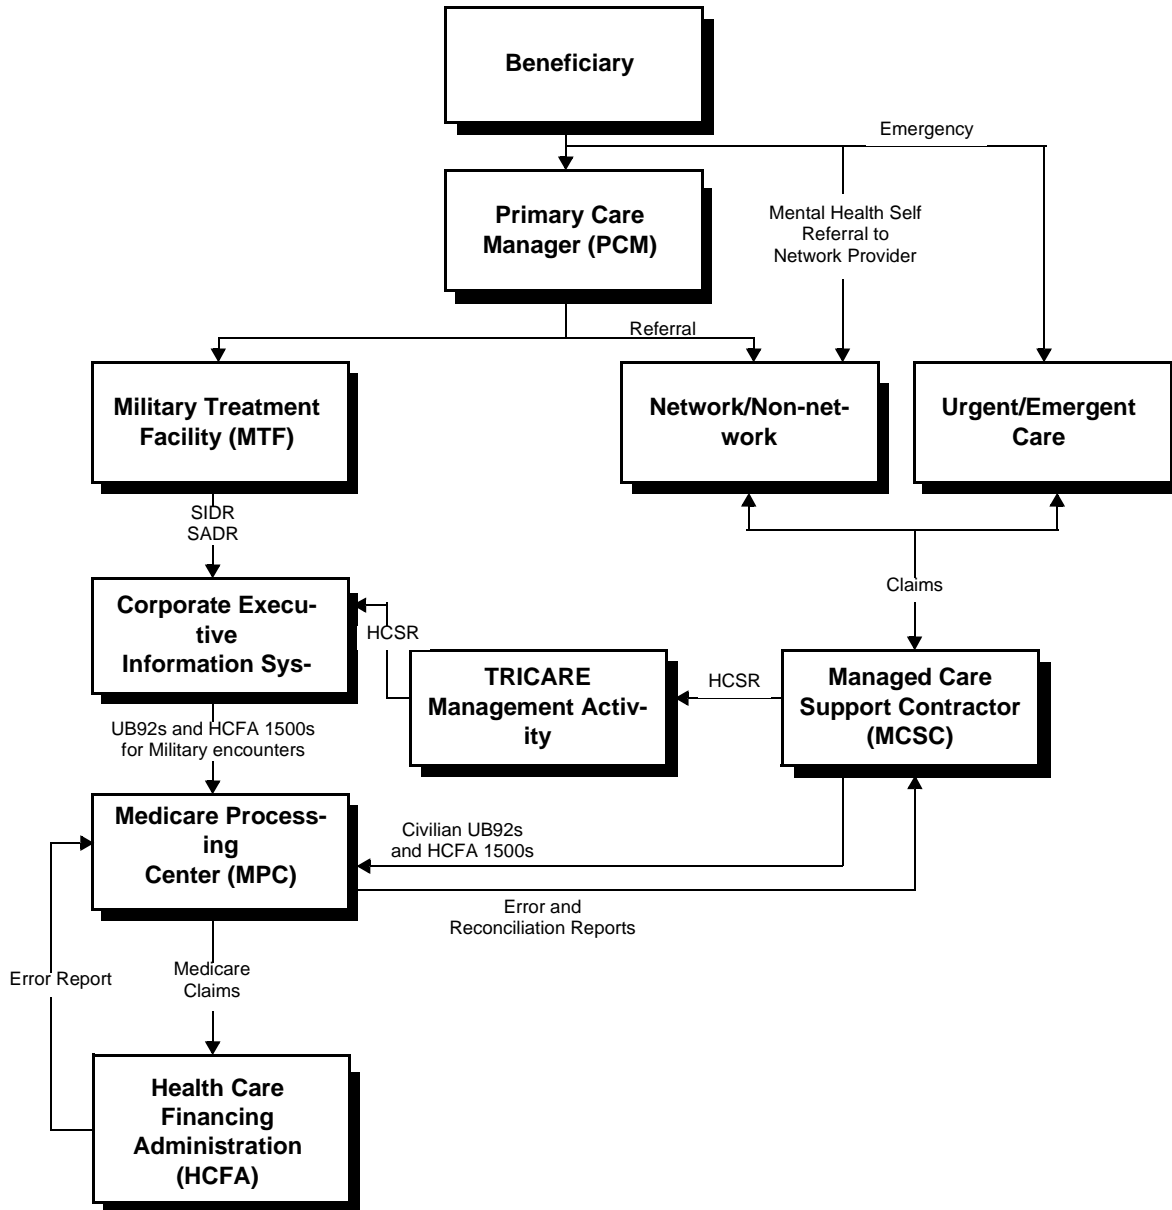 Beneficiary
Emergency
Primary Care
Manager (PCM)
Mental Health Self
Referral to
Network Provider
Referral
Military Treatment
Facility (MTF)
Network/Non-net-
work
Urgent/Emergent
Care
SIDR
SADR
Claims
Corporate Execu-
tive
Information Sys-
HCSR
TRICARE
Management Activ-
ity
HCSR
Managed Care
Support Contractor
(MCSC)
UB92s and HCFA 1500s
for Military encounters
Medicare Process-
ing
Center (MPC)
Civilian UB92s
and HCFA 1500s
Error and
Reconciliation Reports
Error Report
Medicare
Claims
Health Care
Financing
Administration
(HCFA)